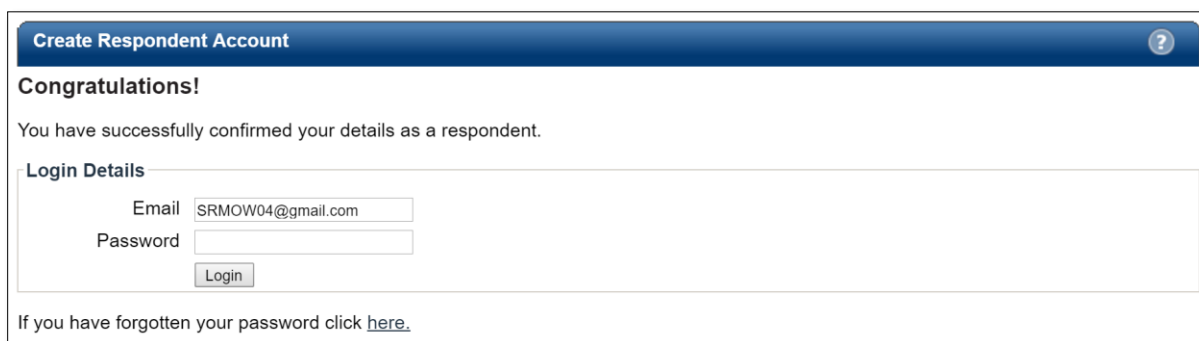 Create Respondent Account
?
Congratulations!
You have successfully confirmed your details as a respondent.
Login Details
Email SRMOW04@gmail.com
Password
Login
If you have forgotten your password click here.